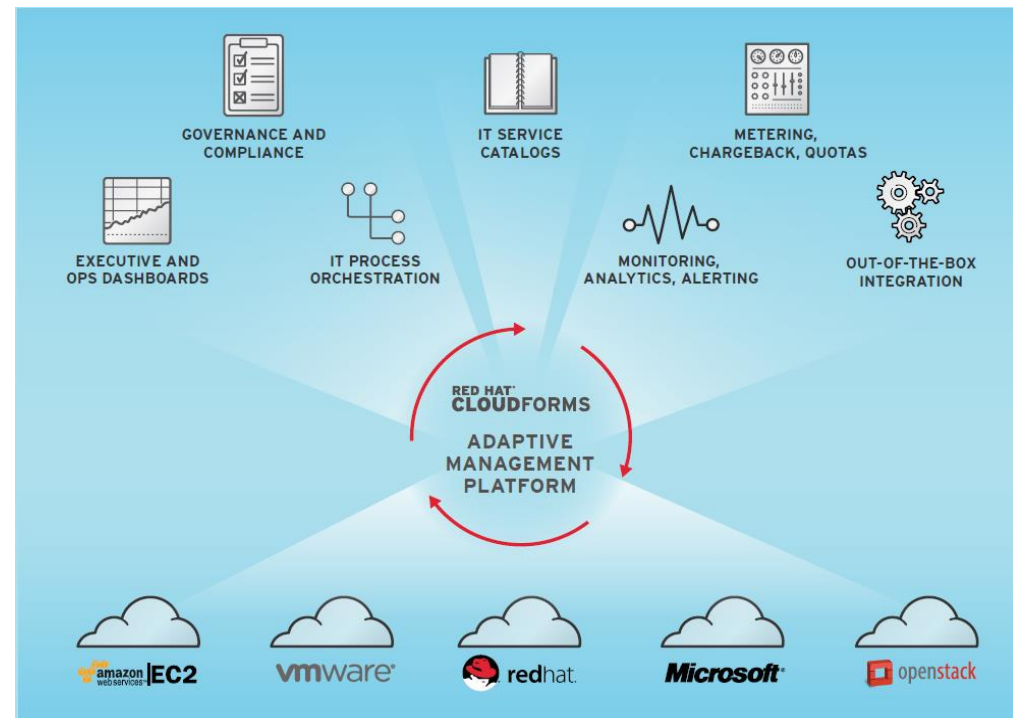 GOVERNANCE AND
COMPLIANCE
IT SERVICE
CATALOGS
METERING,
CHARGEBACK, QUOTAS
EXECUTIVE AND
OPS DASHBOARDS
IT PROCESS
ORCHESTRATION
MONITORING,
ANALYTICS, ALERTING
OUT-OF-THE-BOX
INTEGRATION
RED HAT®
CLOUDFORMS
ADAPTIVE
MANAGEMENT
PLATFORM
amazon
web services™
EC2
vmware®
redhat.
Microsoft®
openstack